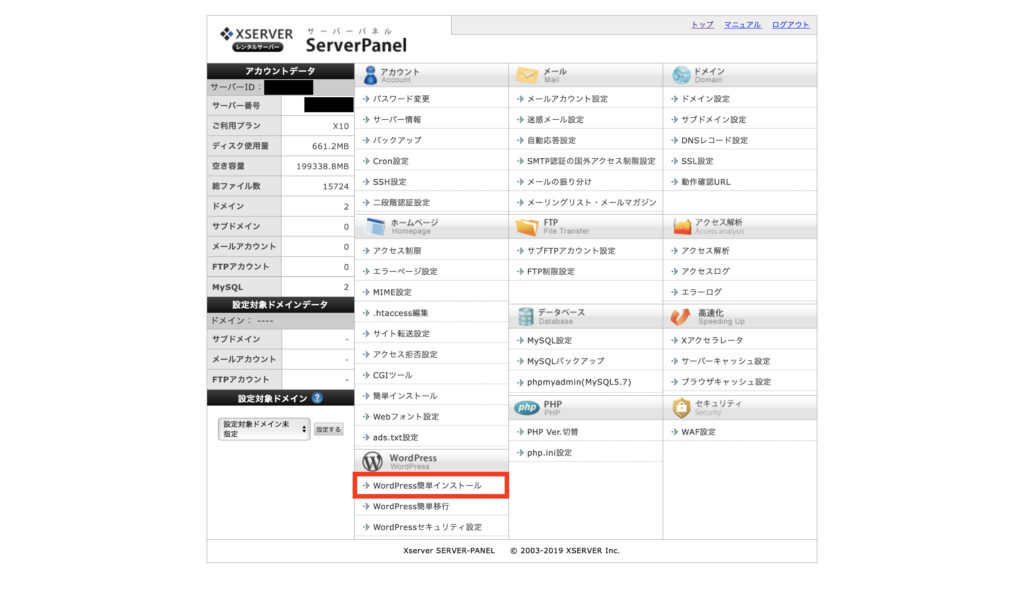 XSERVER
レンタルサーバー
サーバーパネル
ServerPanel
トップ マニュアル ログアウト
アカウントデータ
サーバーID：
サーバー番号
ご利用プラン X10
ディスク使用量 661.2MB
空き容量 199338.8MB
総ファイル数 15724
ドメイン 2
サブドメイン 0
メールアカウント 0
FTPアカウント 0
MySQL 2
設定対象ドメインデータ
ドメイン： ----
サブドメイン -
メールアカウント -
FTPアカウント -
設定対象ドメイン ?
設定対象ドメイン未指定
設定する
アカウント
Account
パスワード変更
サーバー情報
バックアップ
Cron設定
SSH設定
二段階認証設定
ホームページ
Homepage
アクセス制限
エラーページ設定
MIME設定
.htaccess編集
サイト転送設定
アクセス拒否設定
CGIツール
簡単インストール
Webフォント設定
ads.txt設定
WordPress
WordPress
WordPress簡単インストール
WordPress簡単移行
WordPressセキュリティ設定
メール
Mail
メールアカウント設定
迷惑メール設定
自動応答設定
SMTP認証の国外アクセス制限設定
メールの振り分け
メーリングリスト・メールマガジン
FTP
File Transfer
サブFTPアカウント設定
FTP制限設定
データベース
Database
MySQL設定
MySQLバックアップ
phpmyadmin(MySQL5.7)
php
PHP
PHP
PHP Ver.切替
php.ini設定
ドメイン
Domain
ドメイン設定
サブドメイン設定
DNSレコード設定
SSL設定
動作確認URL
アクセス解析
Access analysis
アクセス解析
アクセスログ
エラーログ
高速化
Speeding Up
Xアクセラレータ
サーバーキャッシュ設定
ブラウザキャッシュ設定
セキュリティ
Security
WAF設定
Xserver SERVER-PANEL © 2003-2019 XSERVER Inc.